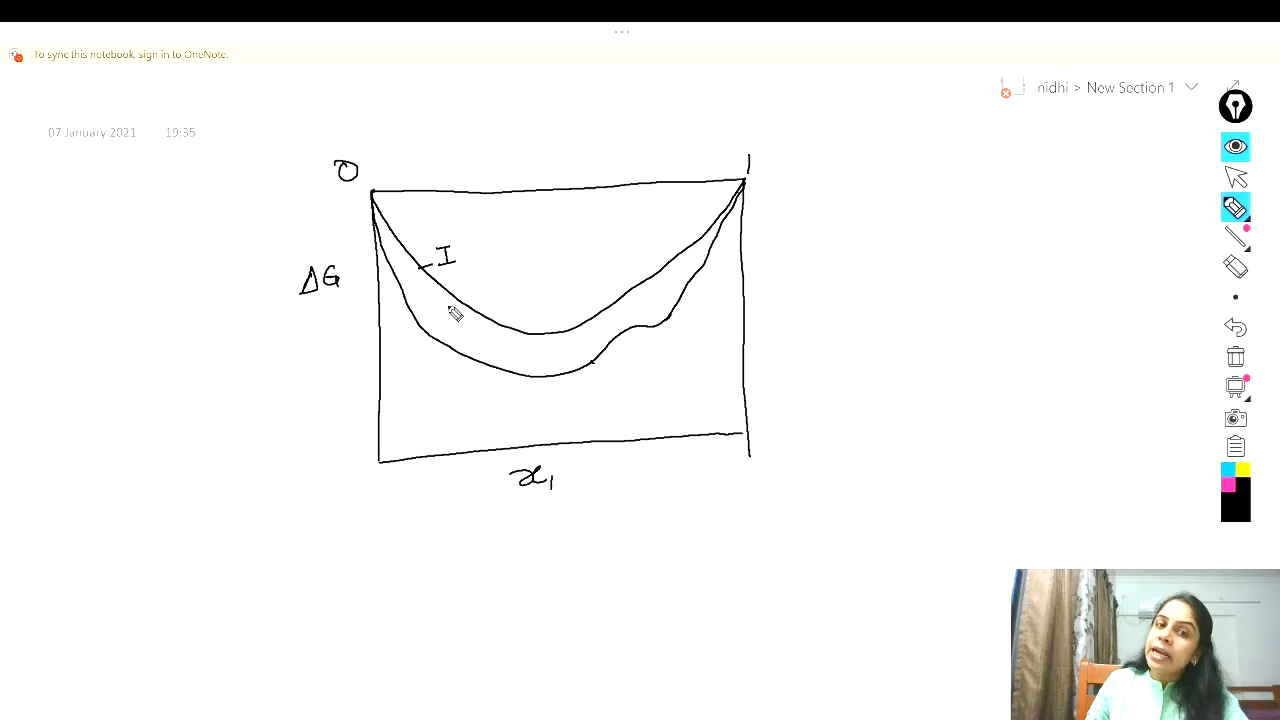 To sync this notebook, sign in to OneNote.
nidhi > New Section 1
07 January 2021 19:35
0 1
I
ΔG
x₁